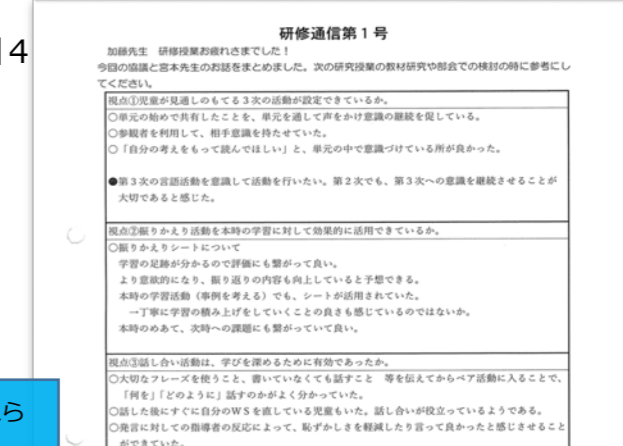 研修通信第1号
14
加藤先生 研修授業お疲れさまでした！
今回の協議と宮本先生のお話をまとめました。次の研究授業の教材研究や部会での検討の時に参考にし
てください。
視点①児童が見通しのもてる3次の活動が設定できているか。
○単元の始めで共有したことを、単元を通して声をかけ意識の継続を促している。
○参観者を利用して、相手意識を持たせていた。
○「自分の考えをもって読んでほしい」と、単元の中で意識づけている所が良かった。
●第3次の言語活動を意識して活動を行いたい。第2次でも、第3次への意識を継続させることが
大切であると感じた。
視点②振りかえり活動を本時の学習に対して効果的に活用できているか。
○振りかえりシートについて
学習の足跡が分かるので評価にも繋がって良い。
より意欲的になり、振り返りの内容も向上していると予想できる。
本時の学習活動（事例を考える）でも、シートが活用されていた。
→丁寧に学習の積み上げをしていくことの良さも感じているのではないか。
本時のめあて、次時への課題にも繋がっていて良い。
視点③話し合い活動は、学びを深めるために有効であったか。
○大切なフレーズを使うこと、書いていなくても話すこと 等を伝えてからペア活動に入ることで、
「何を」「どのように」話すのかがよく分かっていた。
○話した後にすぐに自分のWSを直している児童もいた。話し合いが役立っているようである。
○発言に対しての指導者の反応によって、恥ずかしさを軽減したり言って良かったと感じさせること
ができていた。
ら